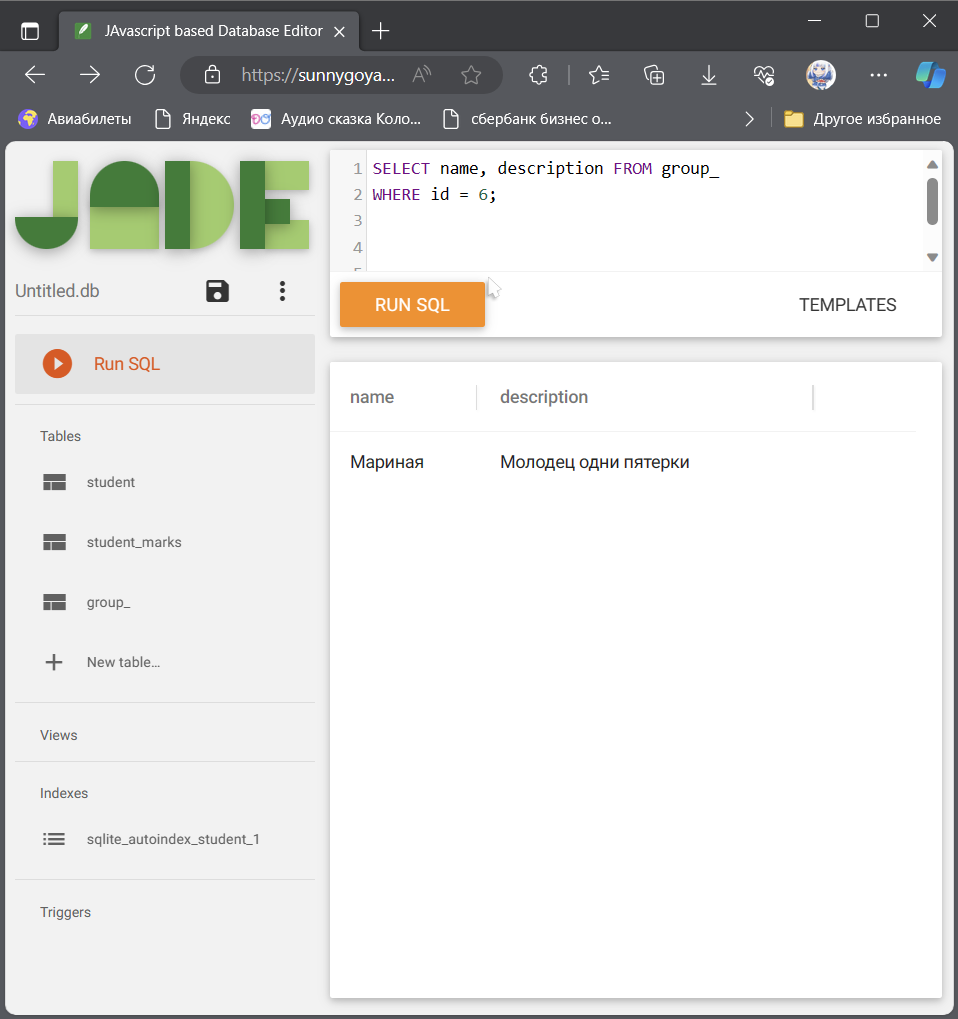 JAvascript based Database Editor
https://sunnygoya...
Авиабилеты
Яндекс
Аудио сказка Коло...
сбербанк бизнес о...
Другое избранное
JADE
Untitled.db
Run SQL
Tables
student
student_marks
group_
New table...
Views
Indexes
sqlite_autoindex_student_1
Triggers
1 SELECT name, description FROM group_
2 WHERE id = 6;
3
4
RUN SQL
TEMPLATES
name description
Мариная Молодец одни пятерки